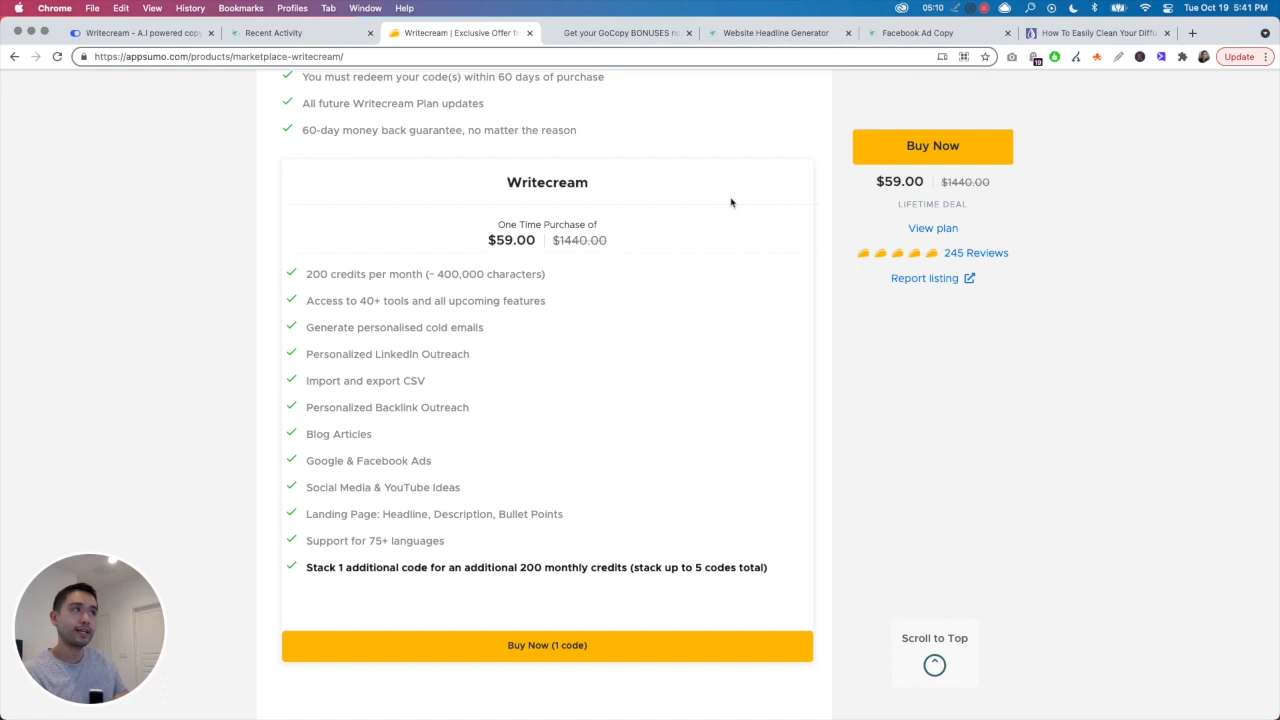 Chrome File Edit View History Bookmarks Profiles Tab Window Help 05:10 Tue Oct 19 5:41 PM
Writecream - A.I powered copy × Recent Activity × Writecream | Exclusive Offer fr × Get your GoCopy BONUSES no × Website Headline Generator × Facebook Ad Copy × How To Easily Clean Your Diffu ×
https://appsumo.com/products/marketplace-writecream/ 19 Update
You must redeem your code(s) within 60 days of purchase
All future Writecream Plan updates
60-day money back guarantee, no matter the reason
Writecream
One Time Purchase of
$59.00 $1440.00
200 credits per month (~ 400,000 characters)
Access to 40+ tools and all upcoming features
Generate personalised cold emails
Personalized LinkedIn Outreach
Import and export CSV
Personalized Backlink Outreach
Blog Articles
Google & Facebook Ads
Social Media & YouTube Ideas
Landing Page: Headline, Description, Bullet Points
Support for 75+ languages
Stack 1 additional code for an additional 200 monthly credits (stack up to 5 codes total)
Buy Now (1 code)
Buy Now
$59.00 $1440.00
LIFETIME DEAL
View plan
245 Reviews
Report listing
Scroll to Top